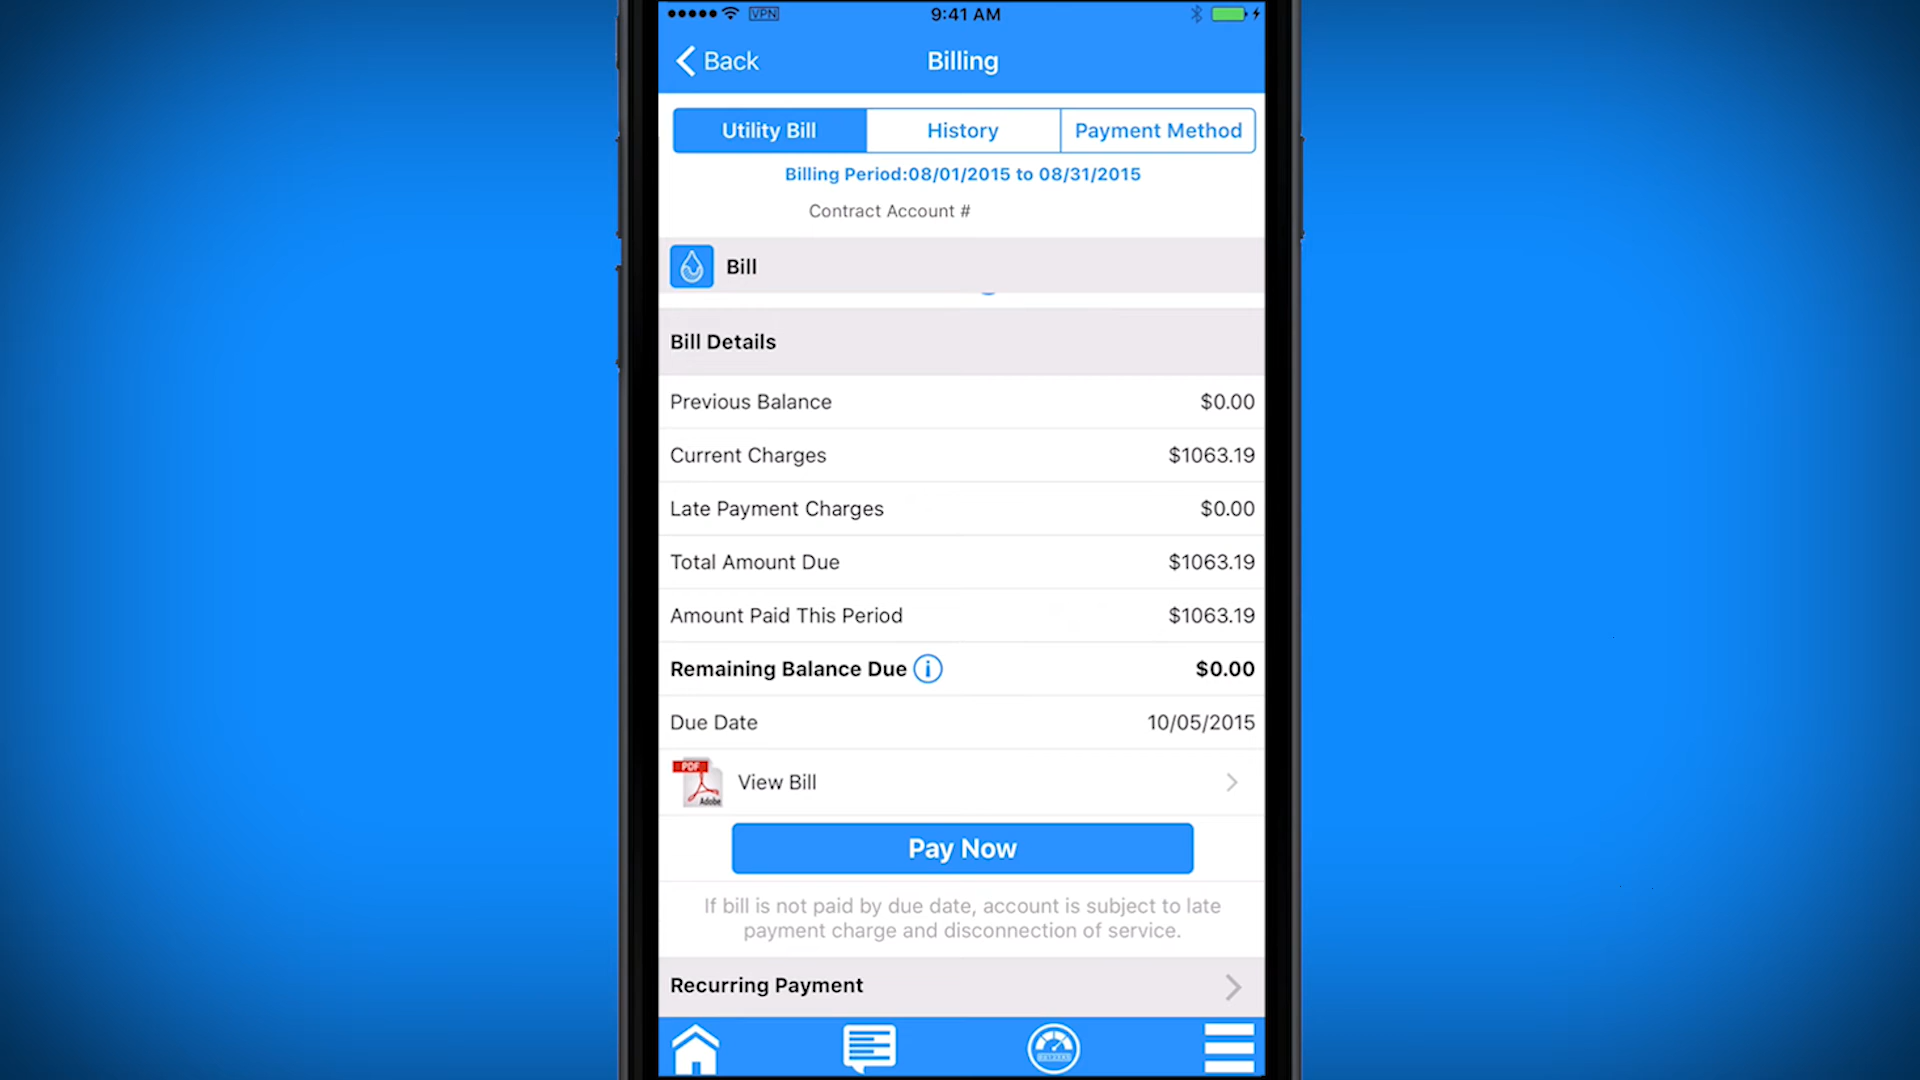 VPN 9:41 AM
Back Billing
Utility Bill History Payment Method
Billing Period:08/01/2015 to 08/31/2015
Contract Account #
Bill
Bill Details
Previous Balance $0.00
Current Charges $1063.19
Late Payment Charges $0.00
Total Amount Due $1063.19
Amount Paid This Period $1063.19
Remaining Balance Due i $0.00
Due Date 10/05/2015
PDF Adobe View Bill
Pay Now
If bill is not paid by due date, account is subject to late
payment charge and disconnection of service.
Recurring Payment